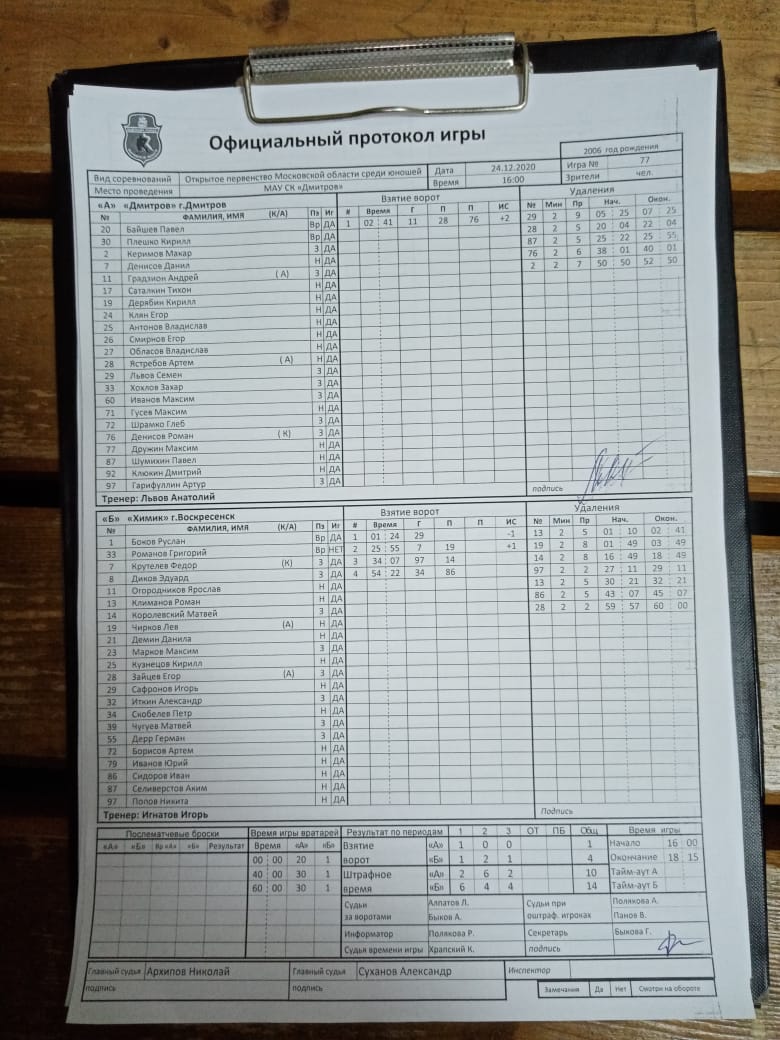 Официальный протокол игры
2006 год рождения
Вид соревнований Открытое первенство Московской области среди юношей Дата 24.12.2020 Игра № 77
Место проведения МАУ СК «Дмитров» Время 16:00 Зрители чел.
«А» «Дмитров» г.Дмитров Взятие ворот Удаления
№ ФАМИЛИЯ, ИМЯ (К/А) Пз Иг # Время Г П П ИС № Мин Пр Нач. Окон.
20 Байшев Павел Вр ДА 1 02 : 41 11 28 76 +2 29 2 9 05 : 25 07 : 25
30 Плешко Кирилл Вр ДА 28 2 5 20 : 04 22 : 04
2 Керимов Макар З ДА 87 2 5 25 : 22 25 : 55
7 Денисов Данил Н ДА 76 2 6 38 : 01 40 : 01
11 Градзион Андрей (А) З ДА 2 2 7 50 : 50 52 : 50
17 Саталкин Тихон Н ДА
19 Дерябин Кирилл Н ДА
24 Клян Егор Н ДА
25 Антонов Владислав Н ДА
26 Смирнов Егор Н ДА
27 Обласов Владислав Н ДА
28 Ястребов Артем (А) Н ДА
29 Львов Семен З ДА
33 Хохлов Захар З ДА
60 Иванов Максим З ДА
71 Гусев Максим Н ДА
72 Шрамко Глеб З ДА
76 Денисов Роман (К) З ДА
77 Дружин Максим Н ДА
87 Шумихин Павел Н ДА
92 Клюкин Дмитрий Н ДА
97 Гарифуллин Артур З ДА
подпись
Тренер: Львов Анатолий
«Б» «Химик» г.Воскресенск Взятие ворот Удаления
№ ФАМИЛИЯ, ИМЯ (К/А) Пз Иг # Время Г П П ИС № Мин Пр Нач. Окон.
1 Боков Руслан Вр ДА 1 01 : 24 29 -1 13 2 5 01 : 10 02 : 41
33 Романов Григорий Вр НЕТ 2 25 : 55 7 19 +1 19 2 8 01 : 49 03 : 49
7 Крутелев Федор (К) З ДА 3 34 : 07 97 14 14 2 8 16 : 49 18 : 49
8 Диков Эдуард З ДА 4 54 : 22 34 86 97 2 2 27 : 11 29 : 11
11 Огородников Ярослав Н ДА 13 2 5 30 : 21 32 : 21
13 Климанов Роман Н ДА 86 2 5 43 : 07 45 : 07
14 Королевский Матвей З ДА 28 2 2 59 : 57 60 : 00
19 Чирков Лев (А) Н ДА
21 Демин Данила Н ДА
23 Марков Максим З ДА
25 Кузнецов Кирилл Н ДА
28 Зайцев Егор (А) З ДА
29 Сафронов Игорь Н ДА
32 Иткин Александр З ДА
34 Скобелев Петр Н ДА
39 Чугуев Матвей З ДА
55 Дерр Герман З ДА
72 Борисов Артем Н ДА
79 Иванов Юрий Н ДА
86 Сидоров Иван Н ДА
87 Селиверстов Аким Н ДА
97 Попов Никита Н ДА
Тренер: Игнатов Игорь Подпись
Послематчевые броски Время игры вратарей Результат по периодам 1 2 3 ОТ ПБ Общ Время игры
«А» «Б» Вр «А» «Б» Результат Время «А» «Б» Взятие «А» 1 0 0 1 Начало 16 00
00 : 00 20 1 ворот «Б» 1 2 1 4 Окончание 18 15
40 : 00 30 1 Штрафное «А» 2 6 2 10 Тайм-аут А
60 : 00 30 1 время «Б» 6 4 4 14 Тайм-аут Б
Судьи Алпатов Л. Судьи при Полякова А.
за воротами Быков А. оштраф. игроках Панов В.
Информатор Полякова Р. Секретарь Быкова Г.
Судья времени игры Храпский К. подпись
Главный судья Архипов Николай Главный судья Суханов Александр Инспектор
подпись подпись Замечания Да Нет Смотри на обороте